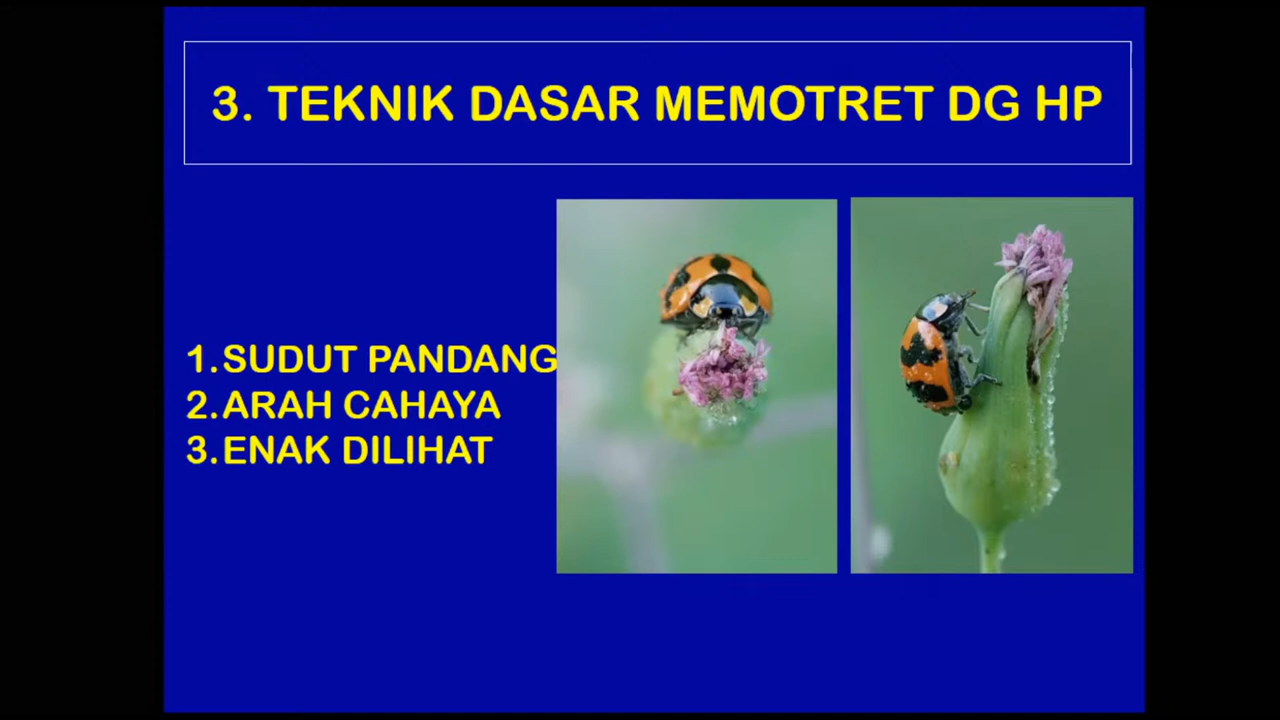 3. TEKNIK DASAR MEMOTRET DG HP
1. SUDUT PANDANG
2. ARAH CAHAYA
3. ENAK DILIHAT